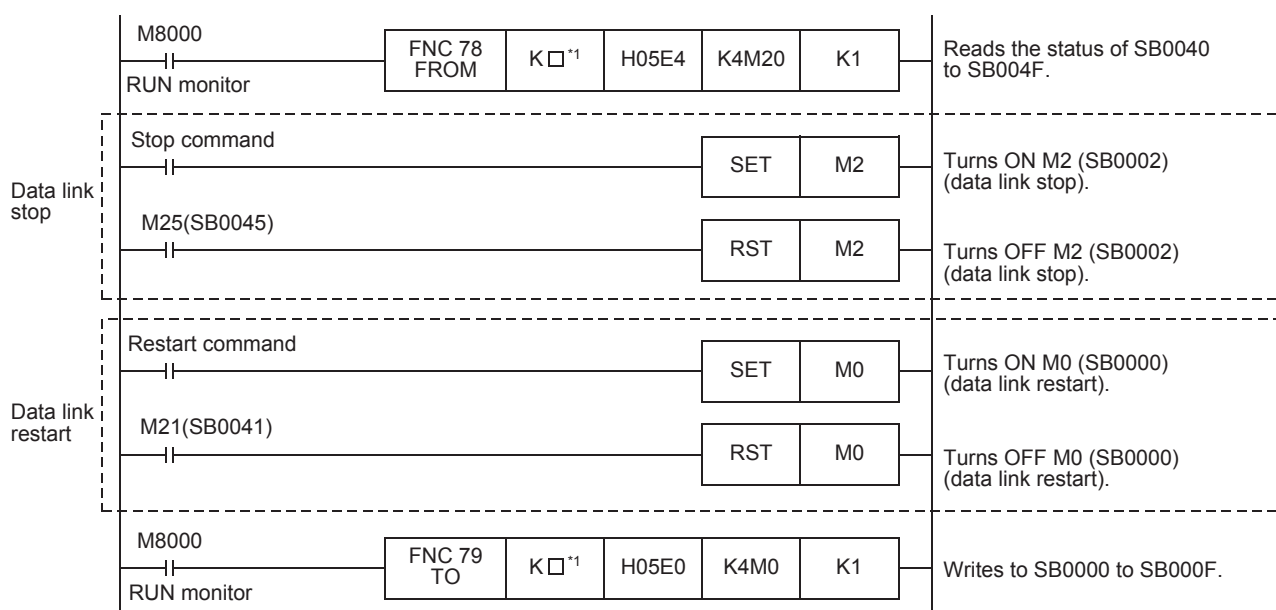 M8000
RUN monitor
FNC 78
FROM
K□*1
H05E4
K4M20
K1
Reads the status of SB0040
to SB004F.
Data link
stop
Stop command
SET
M2
Turns ON M2 (SB0002)
(data link stop).
M25(SB0045)
RST
M2
Turns OFF M2 (SB0002)
(data link stop).
Data link
restart
Restart command
SET
M0
Turns ON M0 (SB0000)
(data link restart).
M21(SB0041)
RST
M0
Turns OFF M0 (SB0000)
(data link restart).
M8000
RUN monitor
FNC 79
TO
K□*1
H05E0
K4M0
K1
Writes to SB0000 to SB000F.